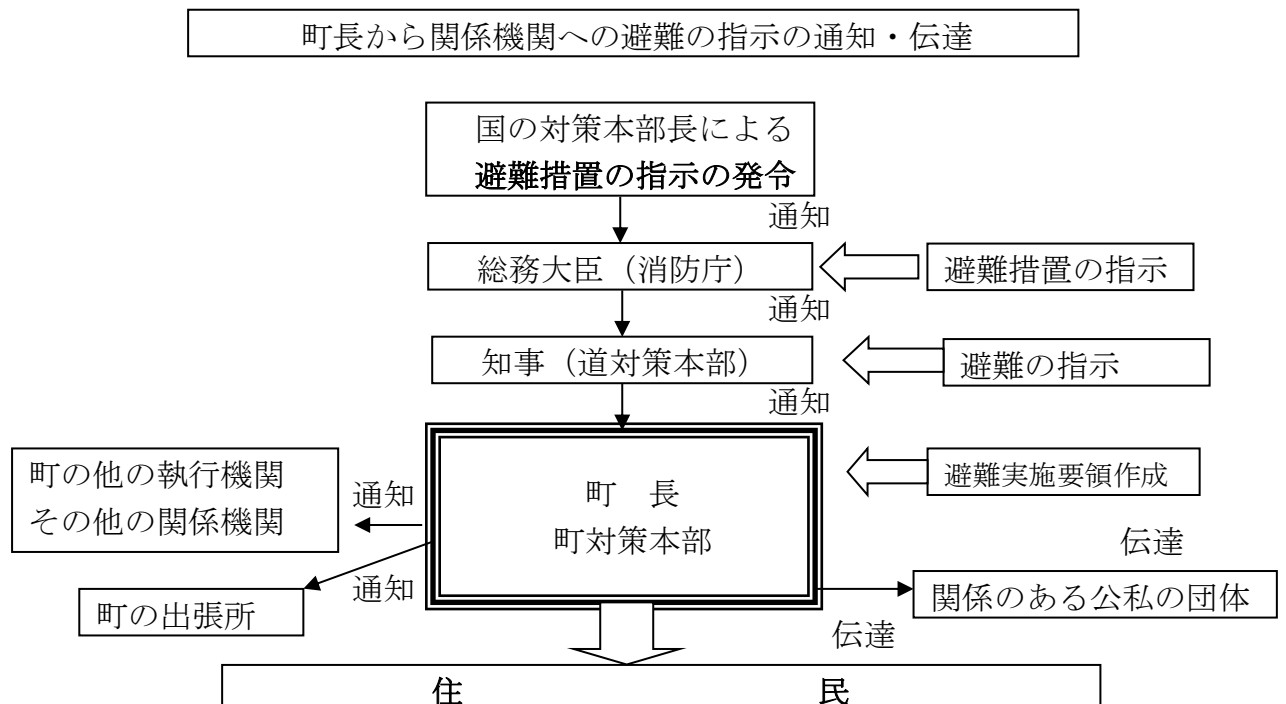 町長から関係機関への避難の指示の通知・伝達
国の対策本部長による
避難措置の指示の発令
通知
総務大臣（消防庁）
避難措置の指示
通知
知事（道対策本部）
避難の指示
通知
町の他の執行機関
その他の関係機関
通知
町　長
町対策本部
避難実施要領作成
伝達
町の出張所
通知
関係のある公私の団体
伝達
住　民